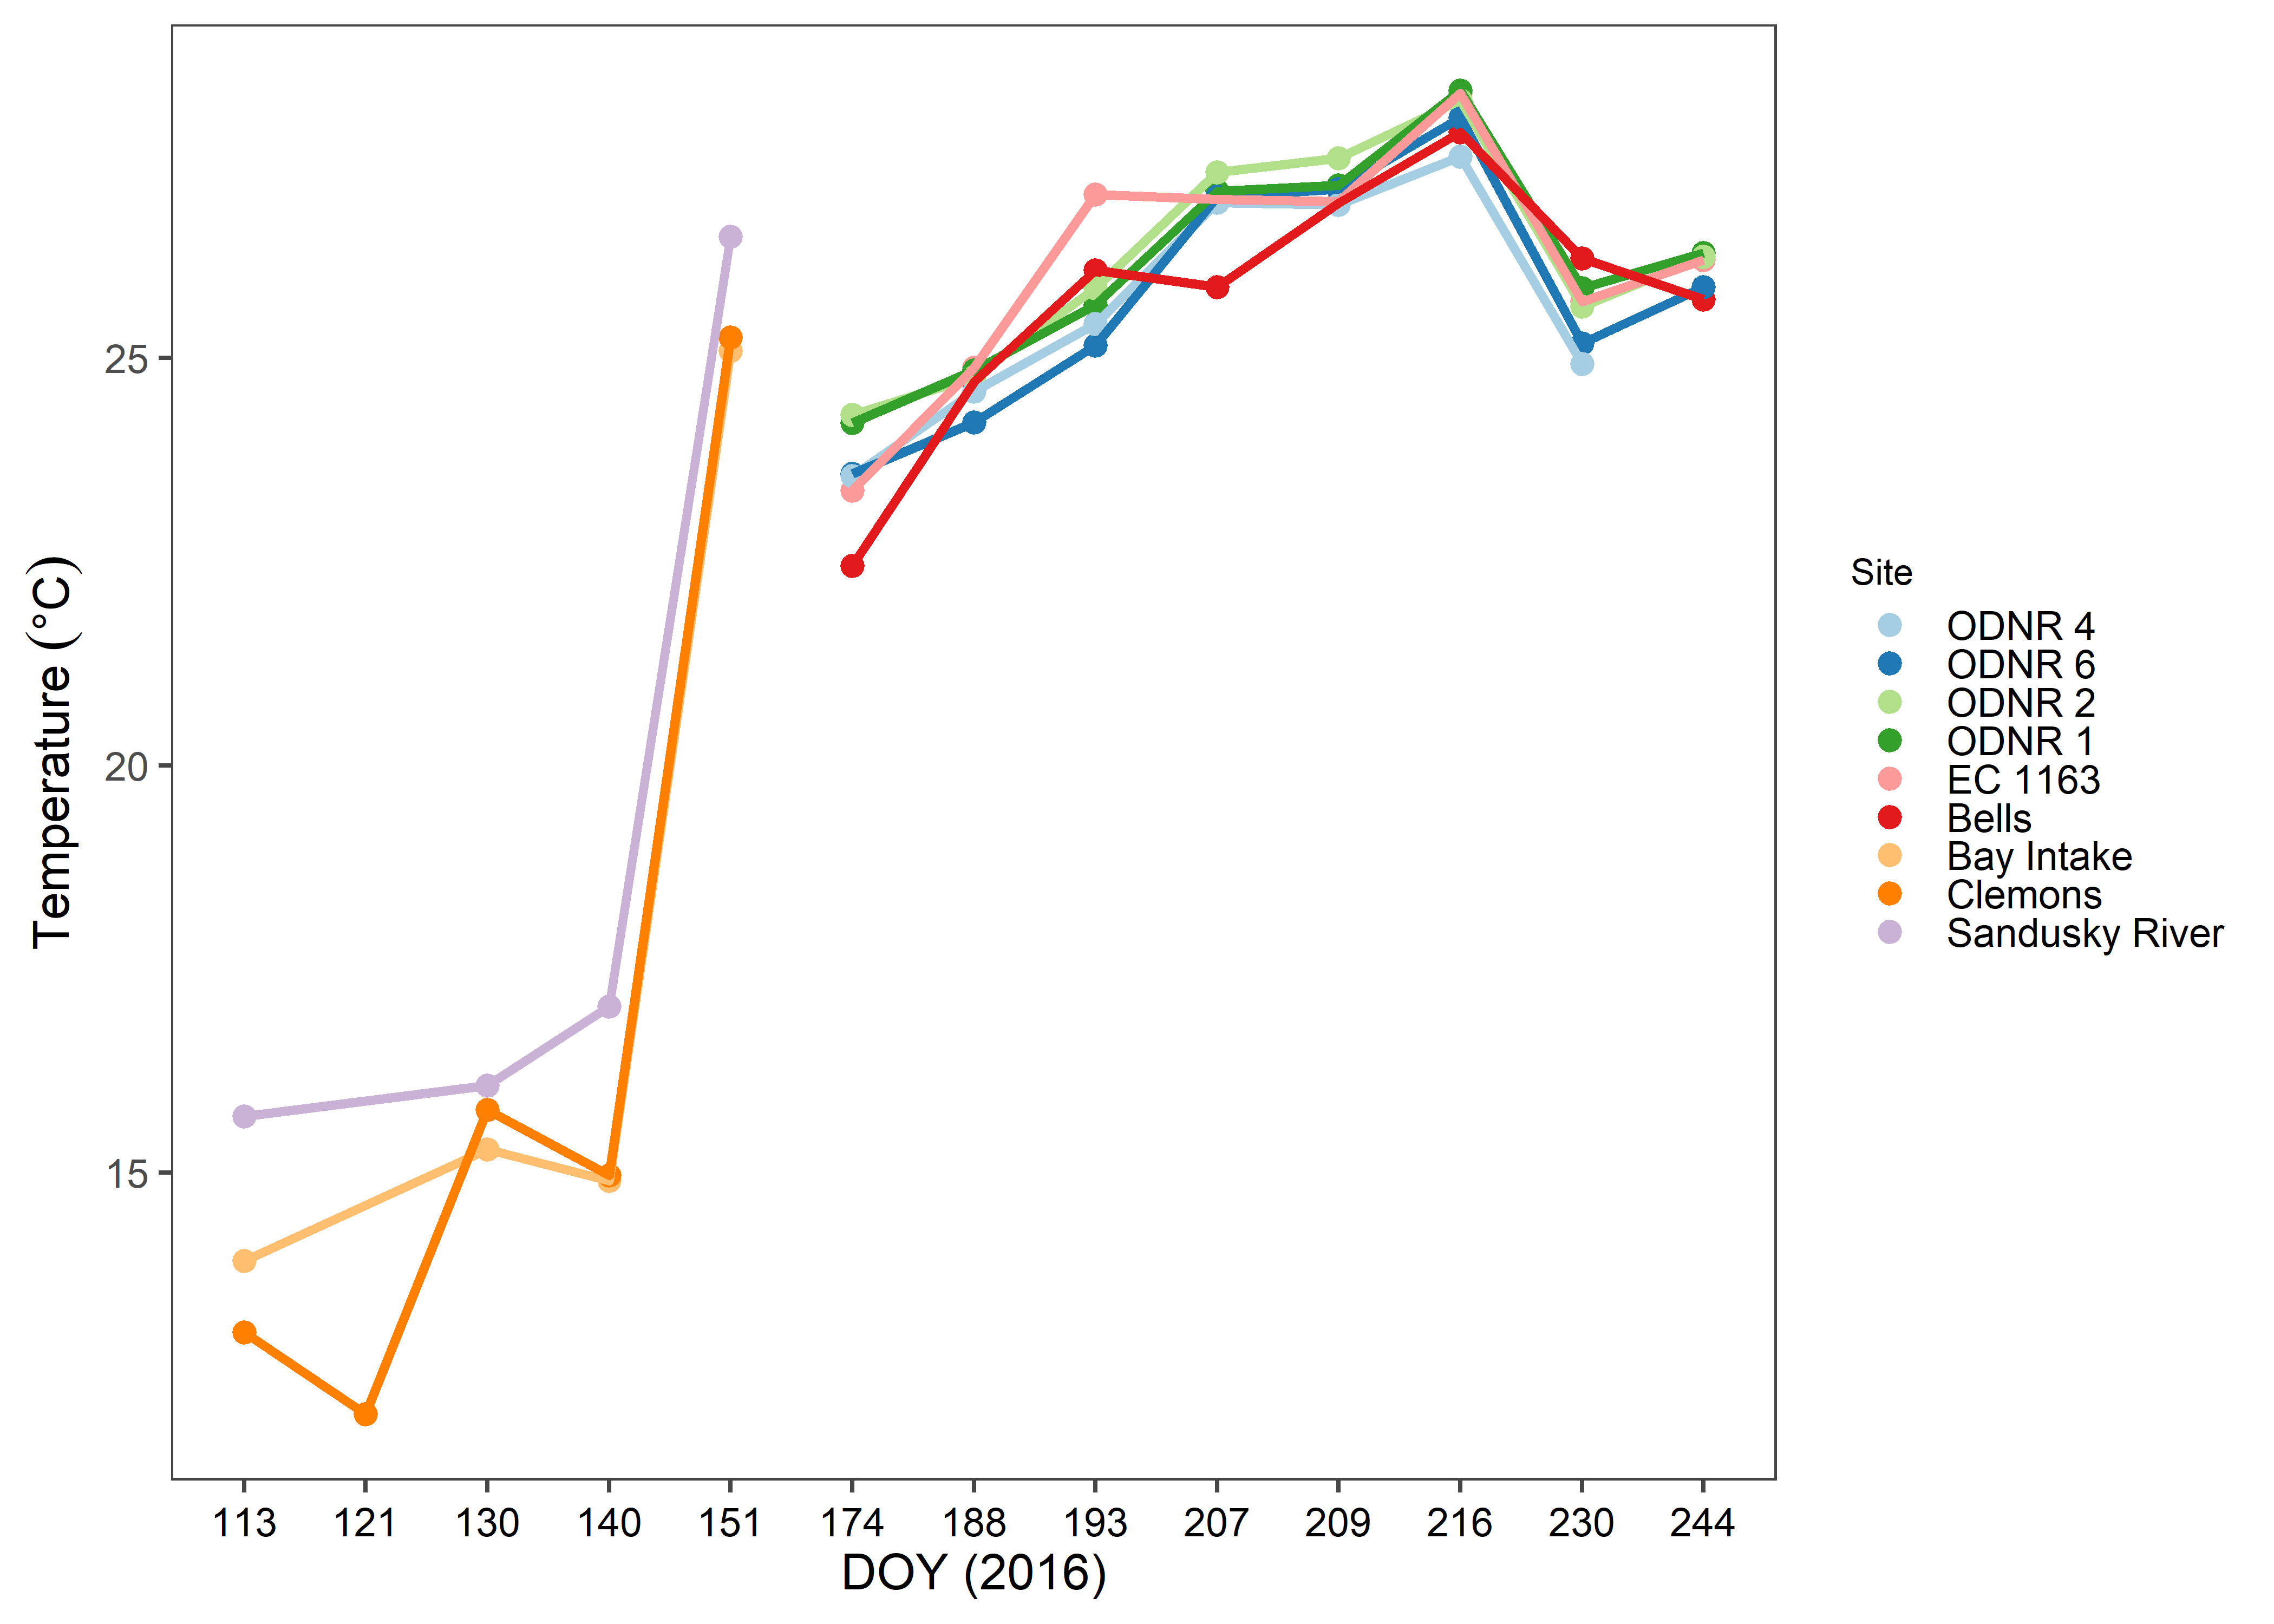 Temperature (°C)
25
20
15
113 121 130 140 151 174 188 193 207 209 216 230 244
DOY (2016)
Site
ODNR 4
ODNR 6
ODNR 2
ODNR 1
EC 1163
Bells
Bay Intake
Clemons
Sandusky River